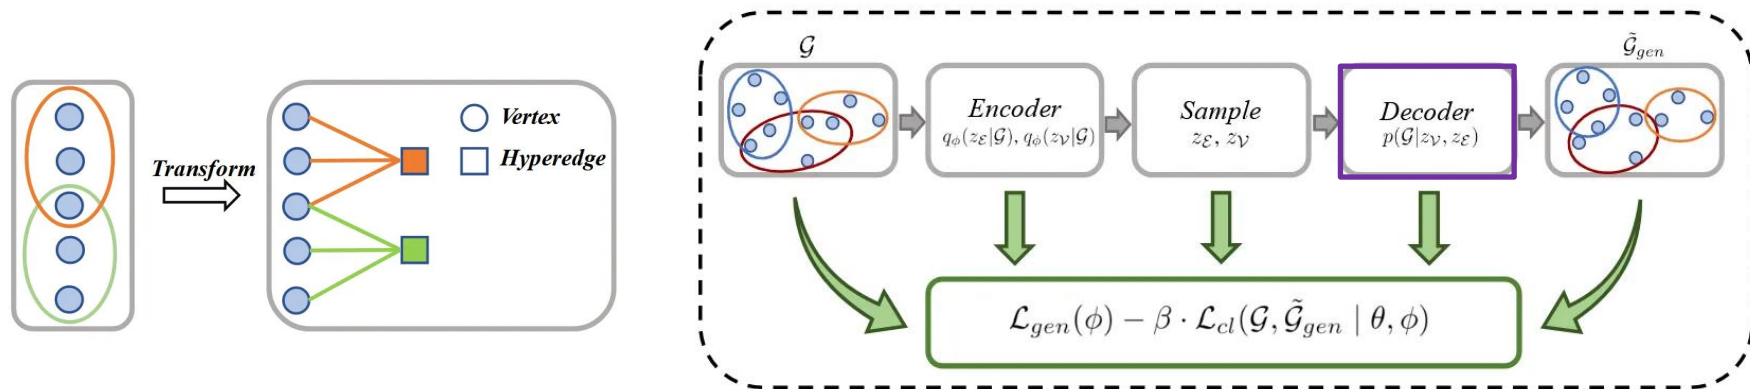 Transform
Vertex
Hyperedge
𝒢
Encoder
q_ϕ(z_ℰ|𝒢), q_ϕ(z_𝒱|𝒢)
Sample
z_ℰ, z_𝒱
Decoder
p(𝒢|z_𝒱, z_ℰ)
𝒢̃_gen
ℒ_gen(ϕ) − β · ℒ_cl(𝒢, 𝒢̃_gen | θ, ϕ)